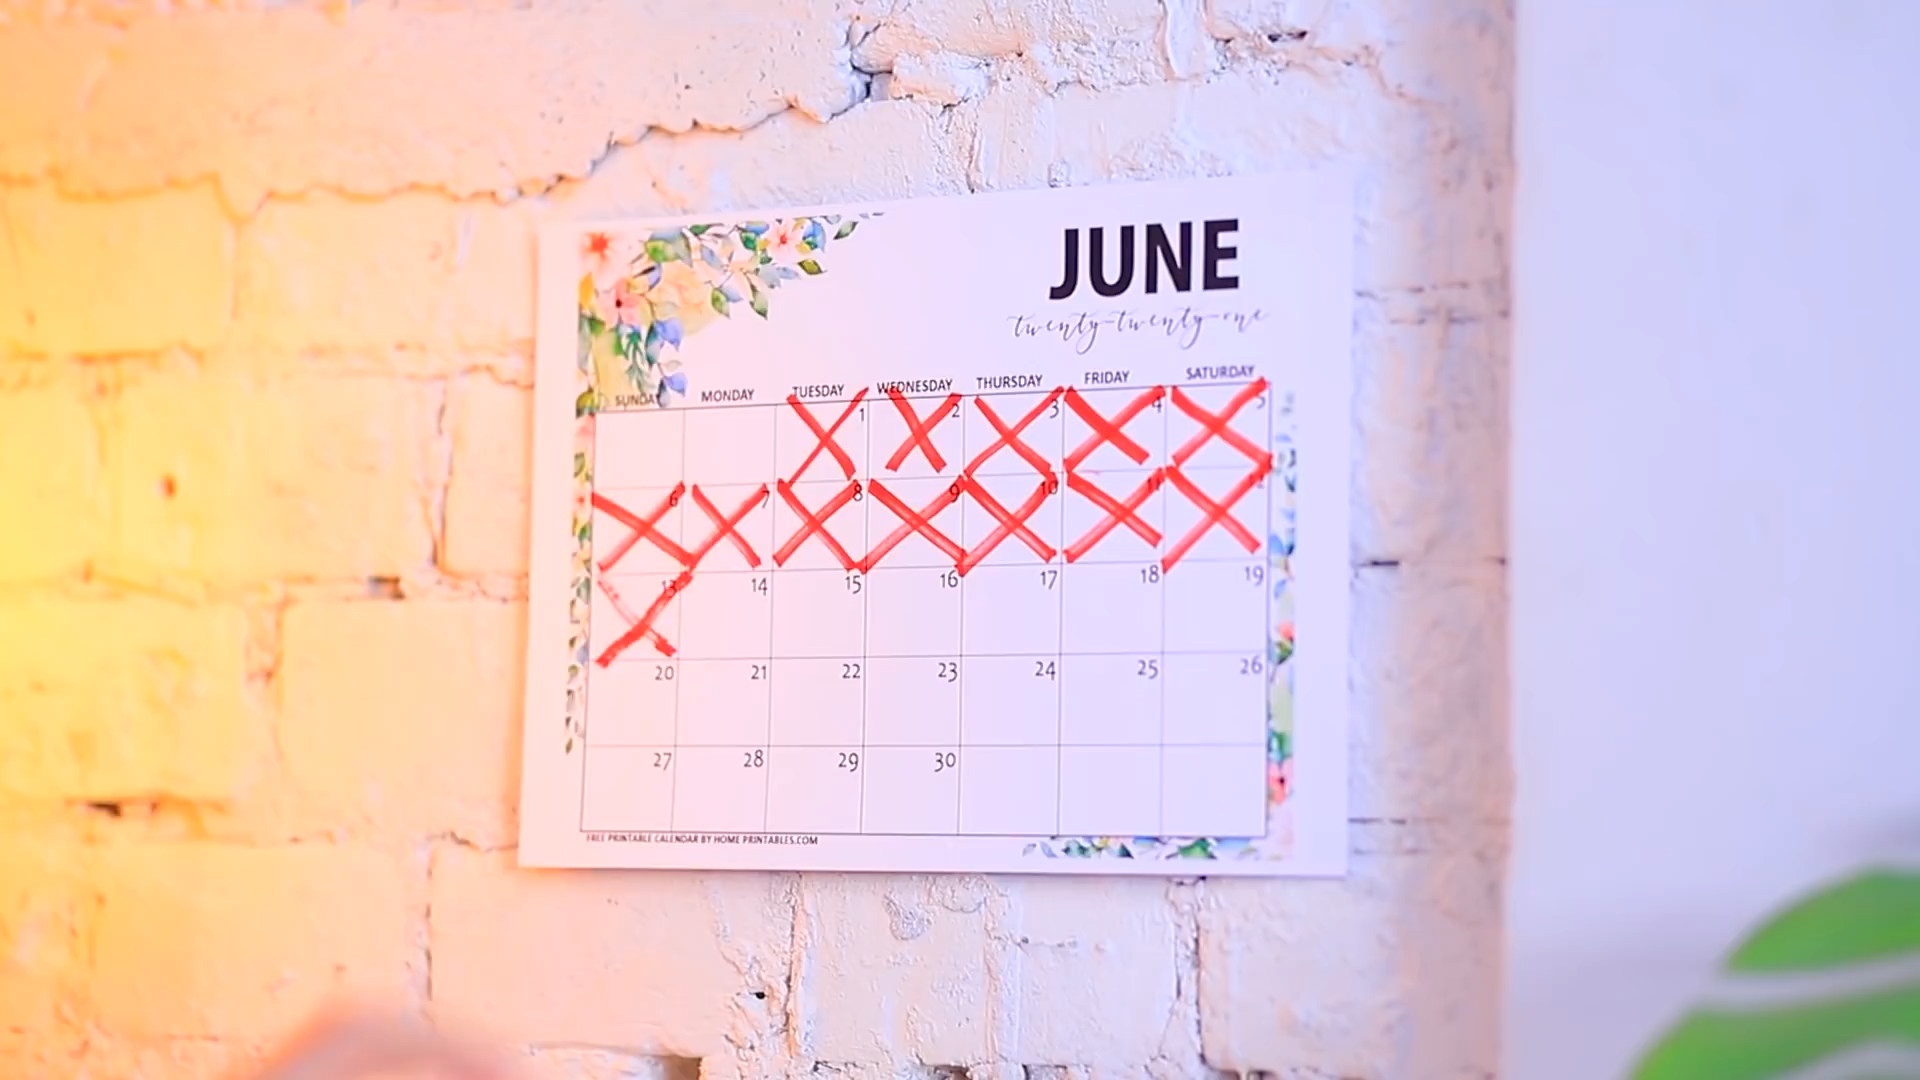 JUNE
twenty-twenty-one
SUNDAY MONDAY TUESDAY WEDNESDAY THURSDAY FRIDAY SATURDAY
1 2 3 4 5
6 7 8 9 10 11 12
13 14 15 16 17 18 19
20 21 22 23 24 25 26
27 28 29 30
FREE PRINTABLE CALENDAR BY HOME PRINTABLES.COM